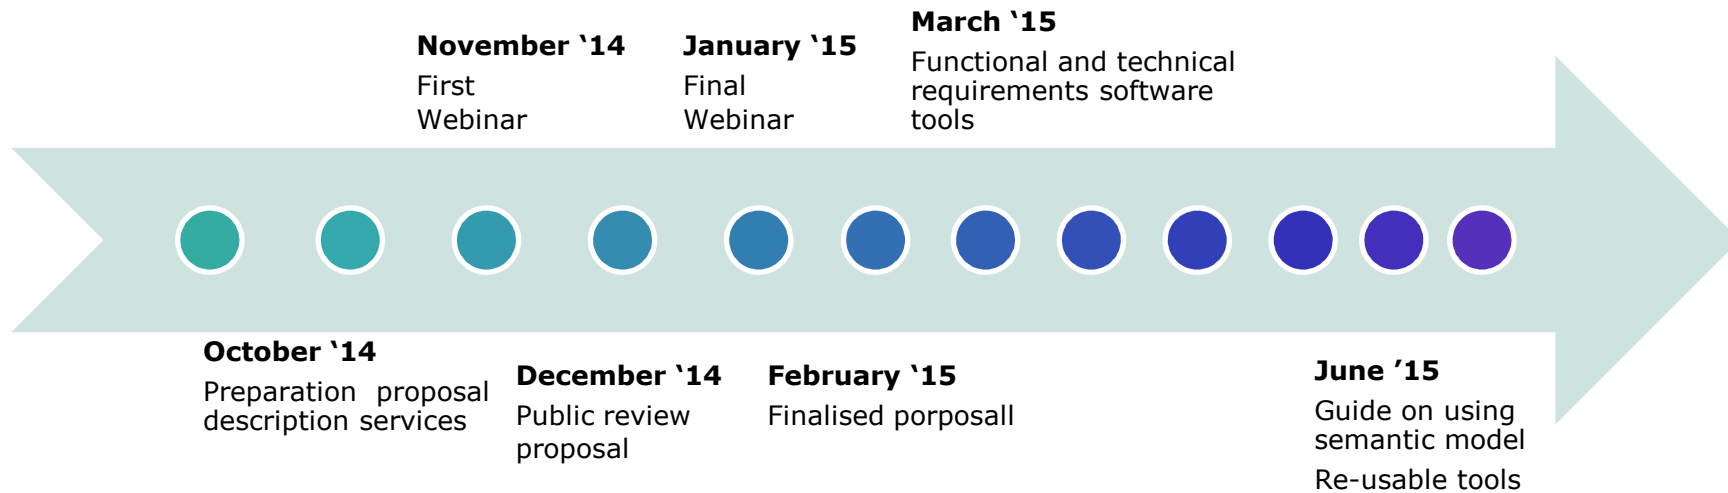 November ‘14
First
Webinar
January ‘15
Final
Webinar
March ‘15
Functional and technical
requirements software
tools
October ‘14
Preparation proposal
description services
December ‘14
Public review
proposal
February ‘15
Finalised porposall
June ’15
Guide on using
semantic model
Re-usable tools